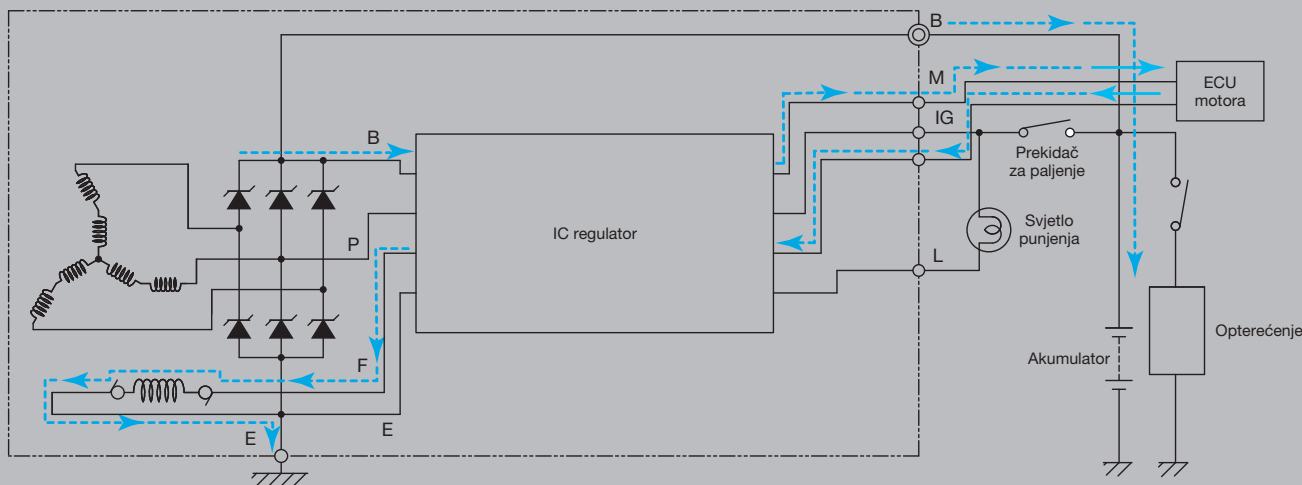 B
M
ECU
motora
IG
B
Prekidač
za paljenje
Svjetlo
punjenja
IC regulator
P
L
Opterećenje
Akumulator
F
E
E